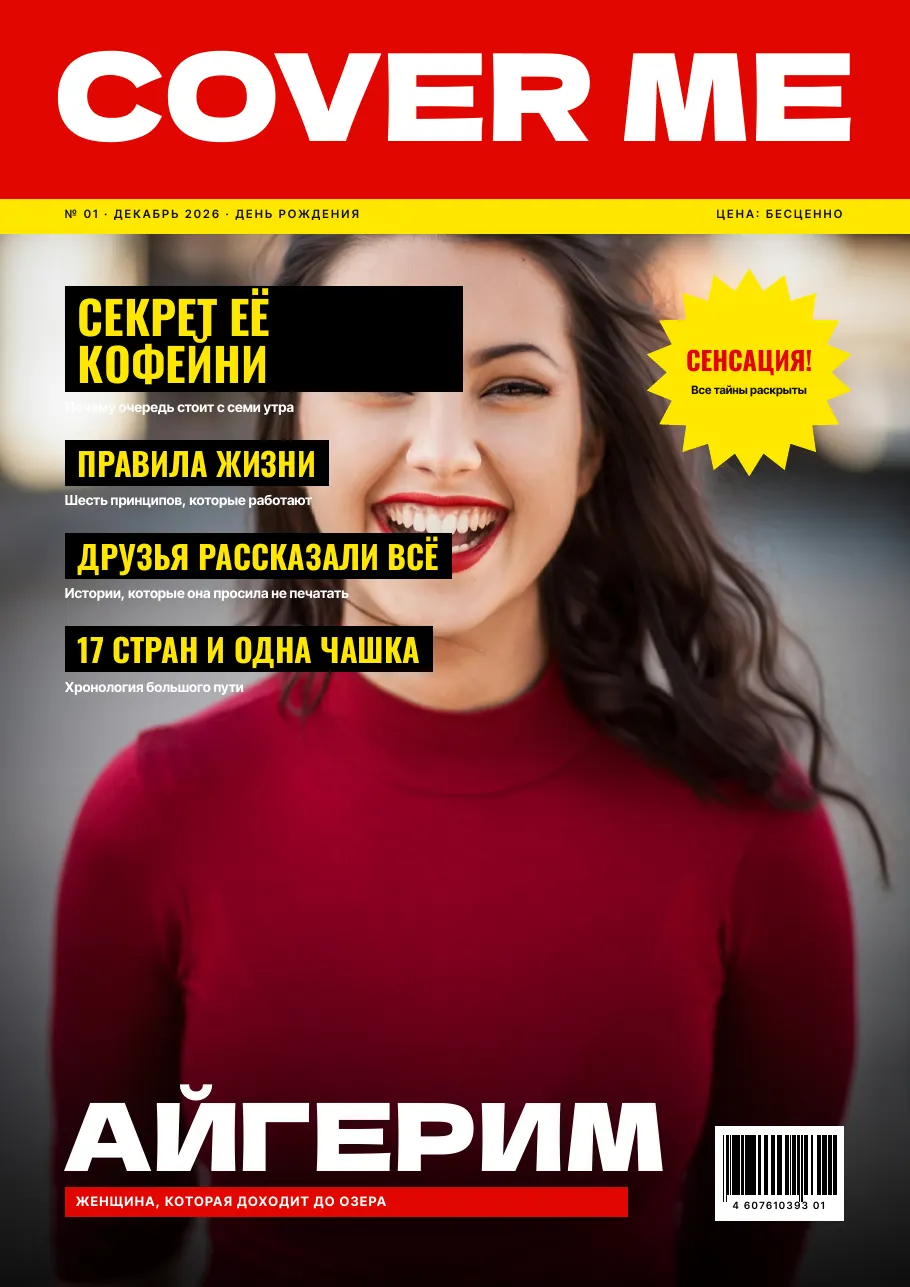 COVER ME
№ 01 · ДЕКАБРЬ 2026 · ДЕНЬ РОЖДЕНИЯ
ЦЕНА: БЕСЦЕННО
СЕКРЕТ ЕЁ
КОФЕЙНИ
Почему очередь стоит с семи утра
СЕНСАЦИЯ!
Все тайны раскрыты
ПРАВИЛА ЖИЗНИ
Шесть принципов, которые работают
ДРУЗЬЯ РАССКАЗАЛИ ВСЁ
Истории, которые она просила не печатать
17 СТРАН И ОДНА ЧАШКА
Хронология большого пути
АЙГЕРИМ
ЖЕНЩИНА, КОТОРАЯ ДОХОДИТ ДО ОЗЕРА
4 607610393 01